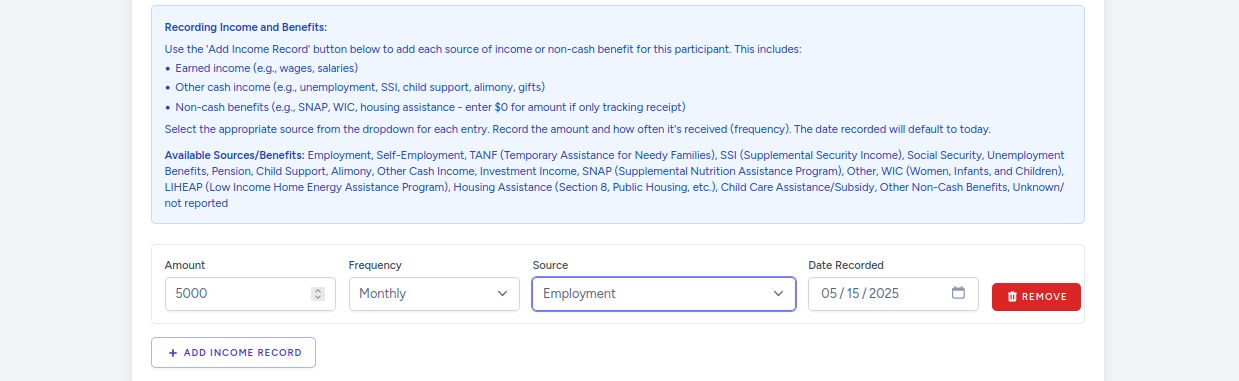 Recording Income and Benefits:
Use the 'Add Income Record' button below to add each source of income or non-cash benefit for this participant. This includes:
• Earned income (e.g., wages, salaries)
• Other cash income (e.g., unemployment, SSI, child support, alimony, gifts)
• Non-cash benefits (e.g., SNAP, WIC, housing assistance - enter $0 for amount if only tracking receipt)
Select the appropriate source from the dropdown for each entry. Record the amount and how often it's received (frequency). The date recorded will default to today.
Available Sources/Benefits: Employment, Self-Employment, TANF (Temporary Assistance for Needy Families), SSI (Supplemental Security Income), Social Security, Unemployment
Benefits, Pension, Child Support, Alimony, Other Cash Income, Investment Income, SNAP (Supplemental Nutrition Assistance Program), Other, WIC (Women, Infants, and Children),
LIHEAP (Low Income Home Energy Assistance Program), Housing Assistance (Section 8, Public Housing, etc.), Child Care Assistance/Subsidy, Other Non-Cash Benefits, Unknown/
not reported
Amount Frequency Source Date Recorded
5000 Monthly Employment 05/15/2025 REMOVE
+ ADD INCOME RECORD